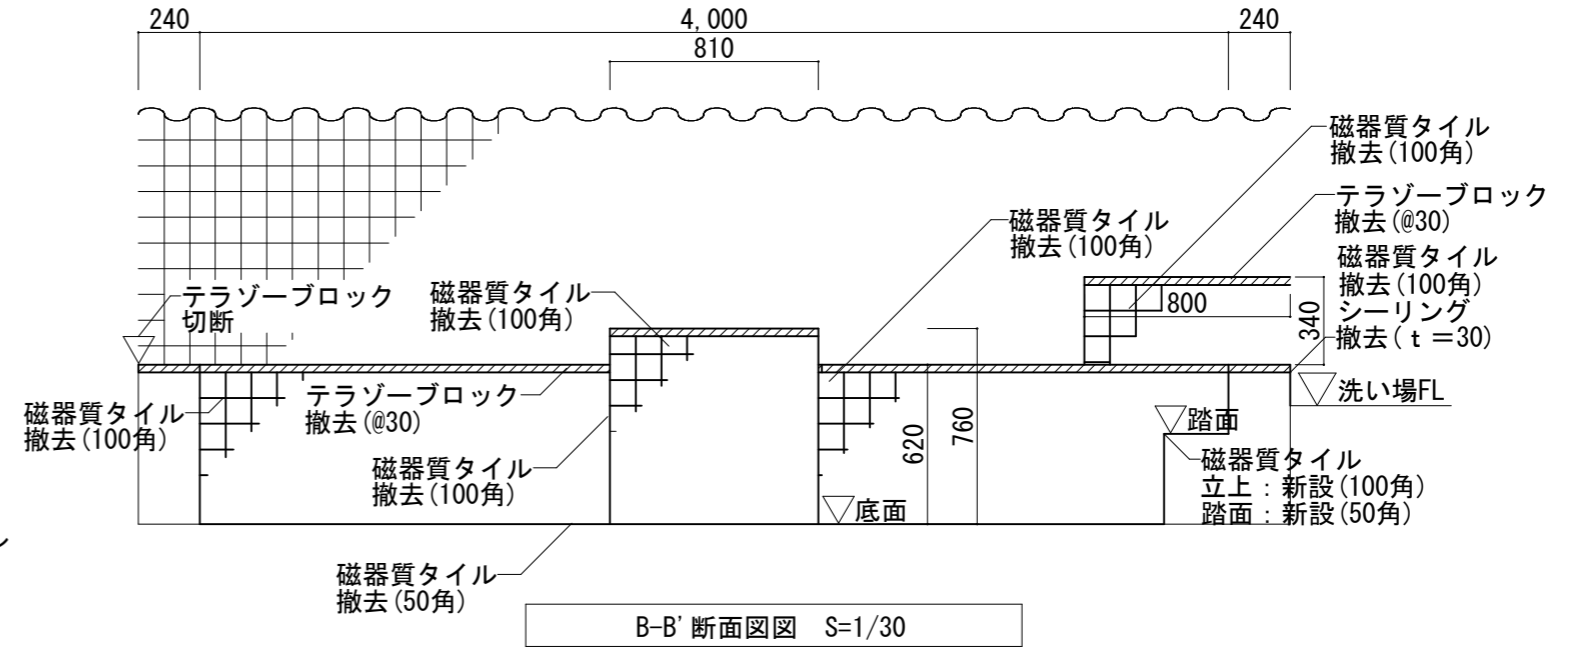 240
4,000
240
810
磁器質タイル
撤去(100角)
テラゾーブロック
撤去(@30)
磁器質タイル
撤去(100角)
磁器質タイル
撤去(100角)
シーリング
撤去(ｔ＝30)
テラゾーブロック
切断
磁器質タイル
撤去(100角)
800
340
洗い場FL
磁器質タイル
撤去(100角)
テラゾーブロック
撤去(@30)
踏面
620
760
磁器質タイル
撤去(100角)
磁器質タイル
立上：新設(100角)
踏面：新設(50角)
底面
磁器質タイル
撤去(50角)
B-B'断面図図　S=1/30